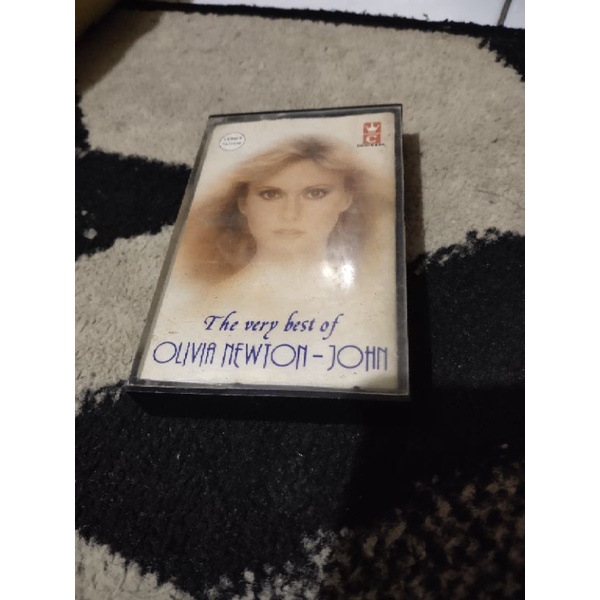 C
The very best of
OLIVIA NEWTON-JOHN